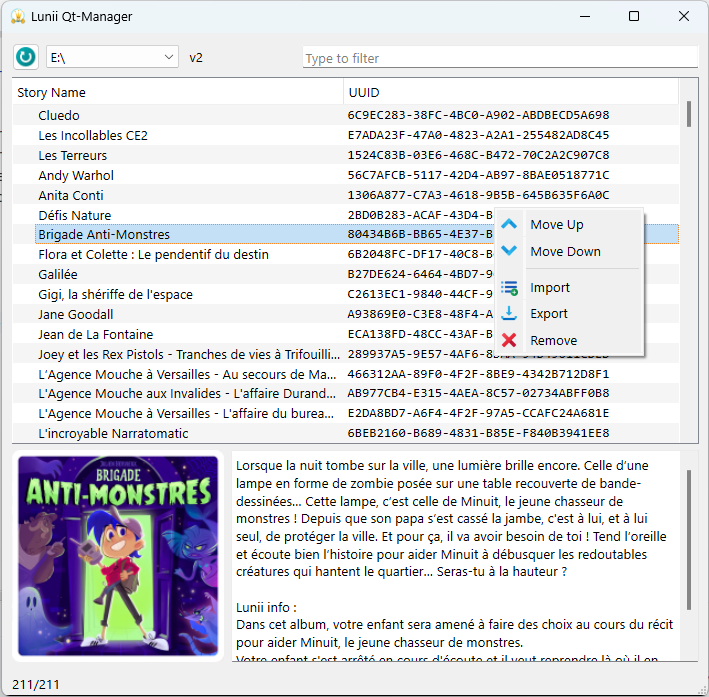 Lunii Qt-Manager
E:\
v2
Type to filter
Story Name UUID
Cluedo 6C9EC283-38FC-4BC0-A902-ABDBECD5A698
Les Incollables CE2 E7ADA23F-47A0-4823-A2A1-255482AD8C45
Les Terreurs 1524C83B-03E6-468C-B472-70C2A2C907C8
Andy Warhol 56C7AFCB-5117-42D4-AB97-8BAE0518771C
Anita Conti 1306A877-C7A3-4618-9B5B-645B635F6A0C
Défis Nature 2BD0B283-ACAF-43D4-B
Brigade Anti-Monstres 80434B6B-BB65-4E37-B
Flora et Colette : Le pendentif du destin 6B2048FC-DF17-40C8-B
Galilée B27DE624-6464-4BD7-9
Gigi, la shériffe de l'espace C2613EC1-9840-44CF-9
Jane Goodall A93869E0-C3E8-48F4-A
Jean de La Fontaine ECA138FD-48CC-43AF-B
Joey et les Rex Pistols - Tranches de vies à Trifouilli... 289937A5-9E57-4AF6-8
L'Agence Mouche à Versailles - Au secours de Ma... 466312AA-89F0-4F2F-8BE9-4342B712D8F1
L'Agence Mouche aux Invalides - L'affaire Durand... AB977CB4-E315-4AEA-8C57-02734ABFF0B8
L'Agence Mouche à Versailles - L'affaire du burea... E2DA8BD7-A6F4-4F2F-97A5-CCAFC24A681E
L'incroyable Narratomatic 6BEB2160-B689-4831-B85E-F840B3941EE8
Move Up
Move Down
Import
Export
Remove
BRIGADE
ANTI-MONSTRES
Lorsque la nuit tombe sur la ville, une lumière brille encore. Celle d'une
lampe en forme de zombie posée sur une table recouverte de bande-
dessinées... Cette lampe, c'est celle de Minuit, le jeune chasseur de
monstres ! Depuis que son papa s'est cassé la jambe, c'est à lui, et à lui
seul, de protéger la ville. Et pour ça, il va avoir besoin de toi ! Tend l'oreille
et écoute bien l'histoire pour aider Minuit à débusquer les redoutables
créatures qui hantent le quartier... Seras-tu à la hauteur ?
Lunii info :
Dans cet album, votre enfant sera amené à faire des choix au cours du récit
pour aider Minuit, le jeune chasseur de monstres.
Votre enfant s'est arrêté en cours d'écoute et il veut reprendre là où il en
211/211